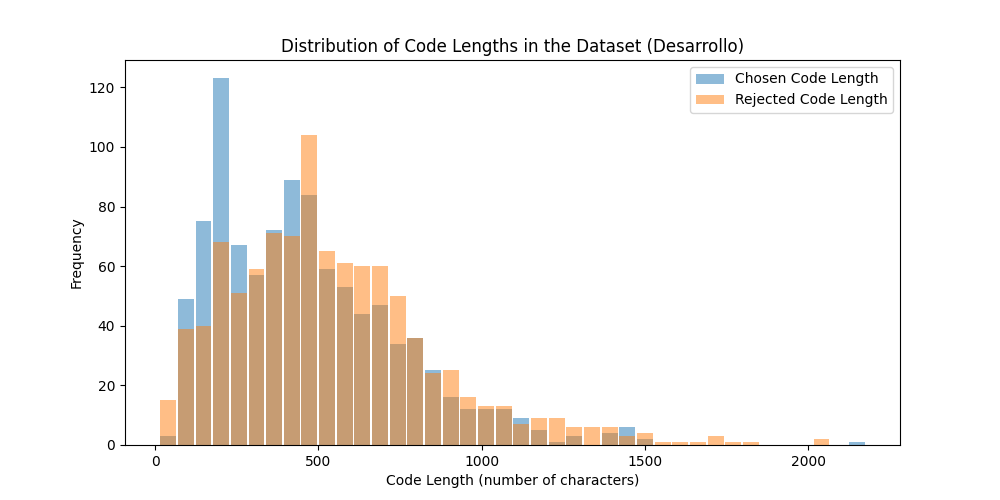 Distribution of Code Lengths in the Dataset (Desarrollo)
Chosen Code Length
Rejected Code Length
Frequency
120
100
80
60
40
20
0
0 500 1000 1500 2000
Code Length (number of characters)